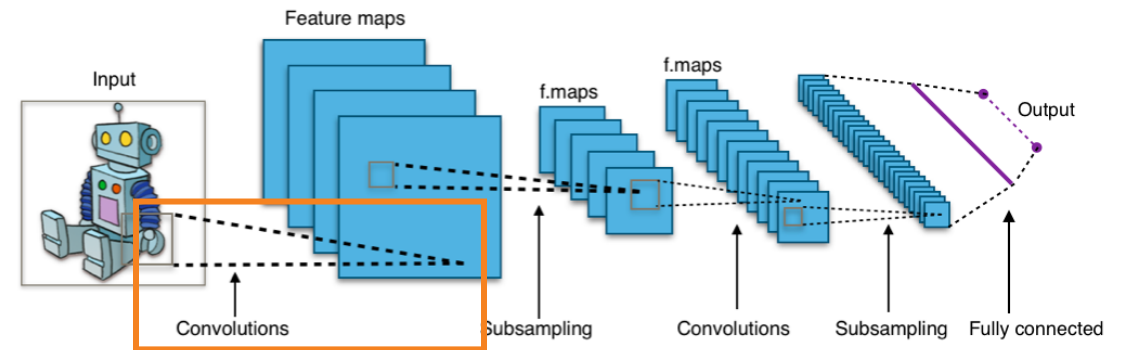 Feature maps
Input
f.maps
f.maps
Output
Convolutions
Subsampling
Convolutions
Subsampling
Fully connected